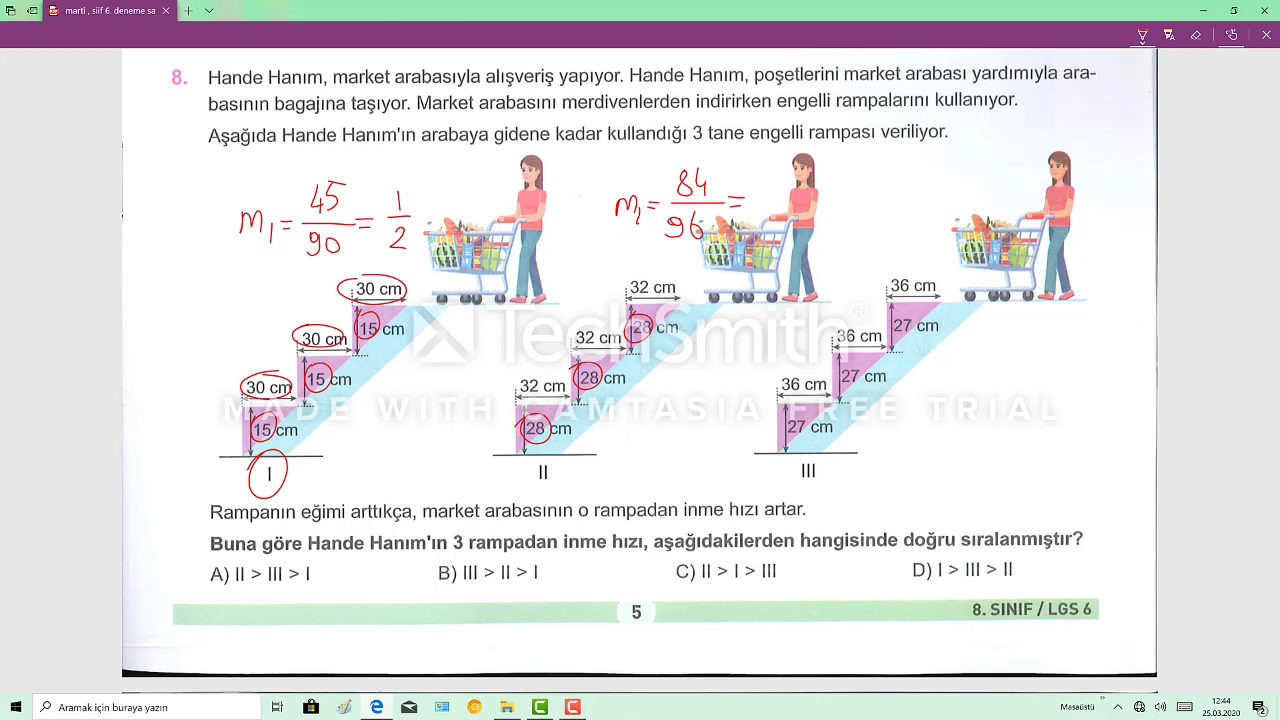 marti , siif 6. deneme sa
8. Hande Hanım, market arabasıyla alışveriş yapıyor. Hande Hanım, poşetlerini market arabası yardımıyla ara-
basının bagajına taşıyor. Market arabasını merdivenlerden indirirken engelli rampalarını kullanıyor.
Aşağıda Hande Hanım'ın arabaya gidene kadar kullandığı 3 tane engelli rampası veriliyor.
m₁ = 45/90 = 1/2
m₁ = 84/96 =
30 cm
15 cm
30 cm
15 cm
30 cm
15 cm
I
32 cm
28 cm
32 cm
28 cm
32 cm
28 cm
II
36 cm
27 cm
36 cm
27 cm
36 cm
27 cm
III
TechSmith®
MADE WITH CAMTASIA FREE TRIAL
Rampanın eğimi arttıkça, market arabasının o rampadan inme hızı artar.
Buna göre Hande Hanım'ın 3 rampadan inme hızı, aşağıdakilerden hangisinde doğru sıralanmıştır?
A) II > III > I B) III > II > I C) II > I > III D) I > III > II
5
8. SINIF / LGS 6
Aramak için buraya yazın
Masaüstü
12:44
25.03.2020
2